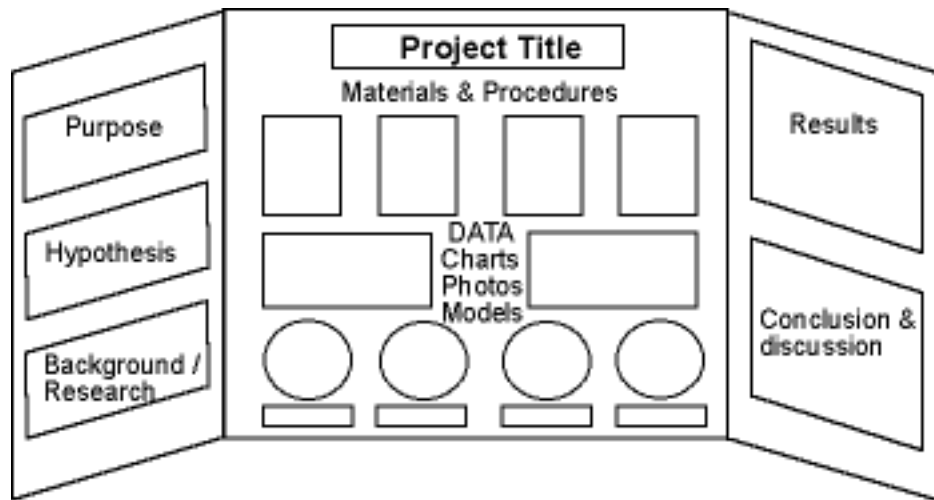 Project Title
Materials & Procedures
Purpose
Hypothesis
Background /
Research
DATA
Charts
Photos
Models
Results
Conclusion &
discussion